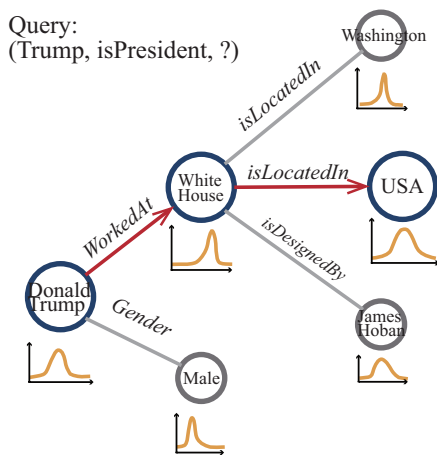 Query:
(Trump, isPresident, ?)
Washington
isLocatedIn
White
House
isLocatedIn
USA
WorkedAt
isDesignedBy
Donald
Trump
Gender
James
Hoban
Male